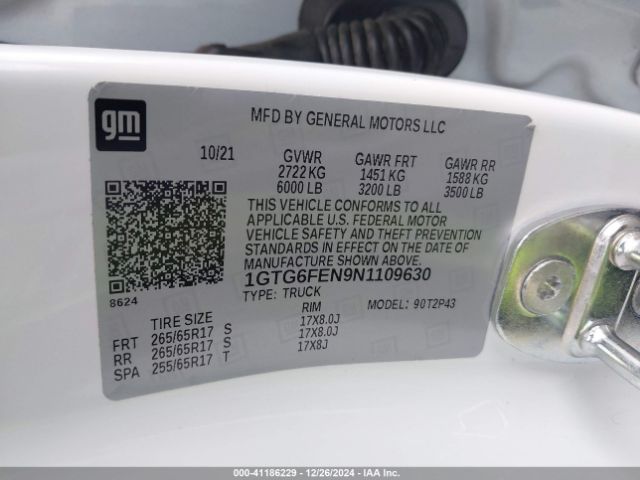 gm
MFD BY GENERAL MOTORS LLC
10/21 GVWR GAWR FRT GAWR RR
2722 KG 1451 KG 1588 KG
6000 LB 3200 LB 3500 LB
THIS VEHICLE CONFORMS TO ALL
APPLICABLE U.S. FEDERAL MOTOR
VEHICLE SAFETY AND THEFT PREVENTION
STANDARDS IN EFFECT ON THE DATE OF
MANUFACTURE SHOWN ABOVE.
8624
1GTG6FEN9N1109630
TYPE: TRUCK MODEL: 90T2P43
TIRE SIZE RIM
FRT 265/65R17 S 17X8.0J
RR 265/65R17 S 17X8.0J
SPA 255/65R17 T 17X8J
000-41186229 - 12/26/2024 - IAAI.COM